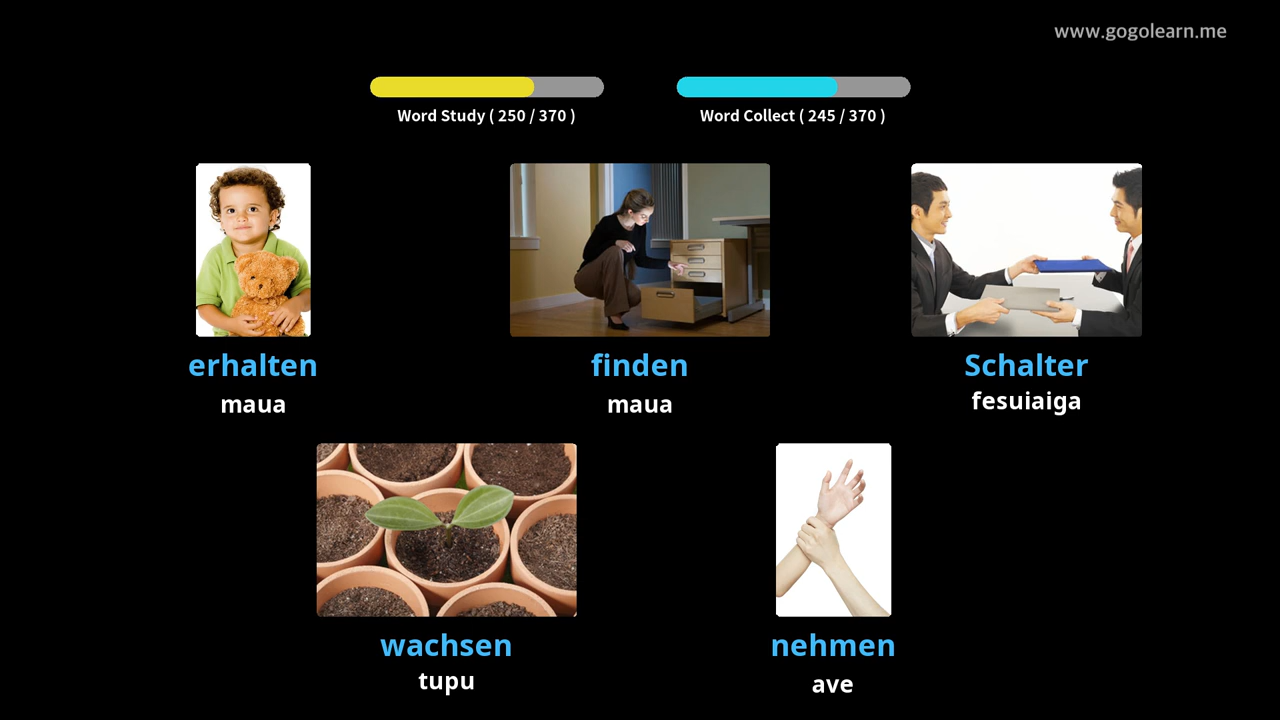 www.gogolearn.me
Word Study ( 250 / 370 )
Word Collect ( 245 / 370 )
erhalten
maua
finden
maua
Schalter
fesuiaiga
wachsen
tupu
nehmen
ave